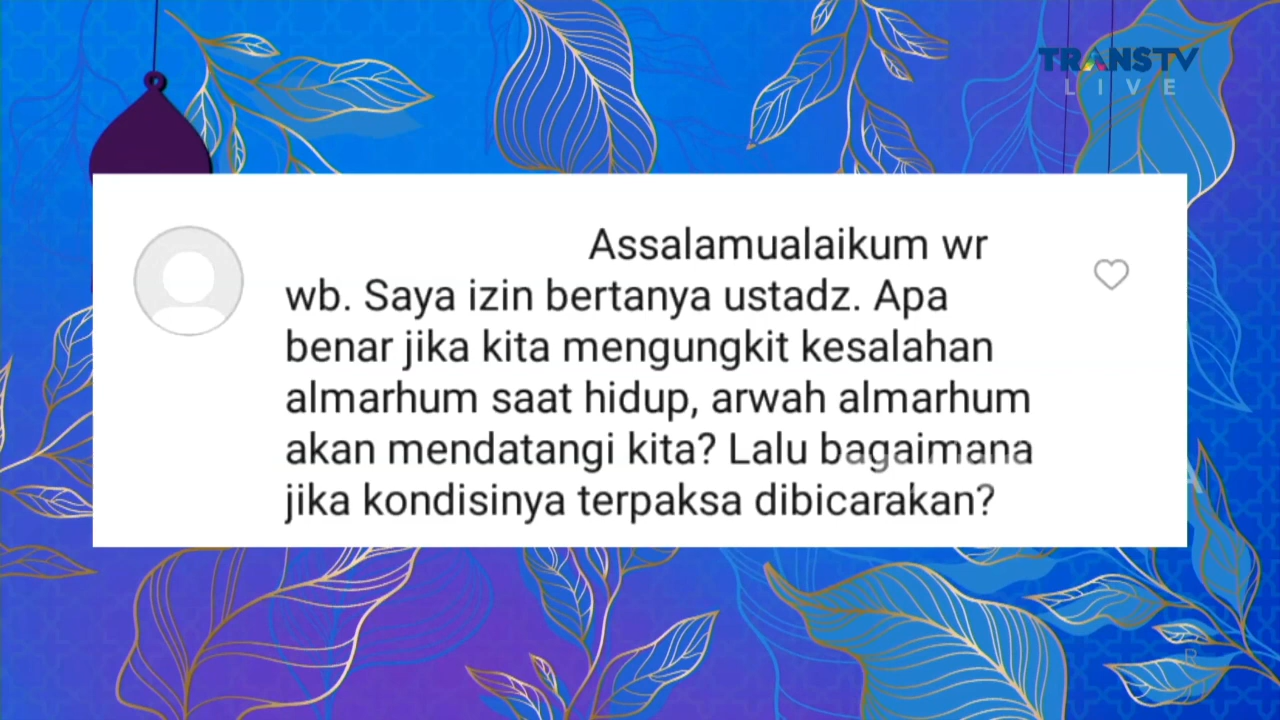 TRANSTV
LIVE
Assalamualaikum wr
wb. Saya izin bertanya ustadz. Apa
benar jika kita mengungkit kesalahan
almarhum saat hidup, arwah almarhum
akan mendatangi kita? Lalu bagaimana
jika kondisinya terpaksa dibicarakan?